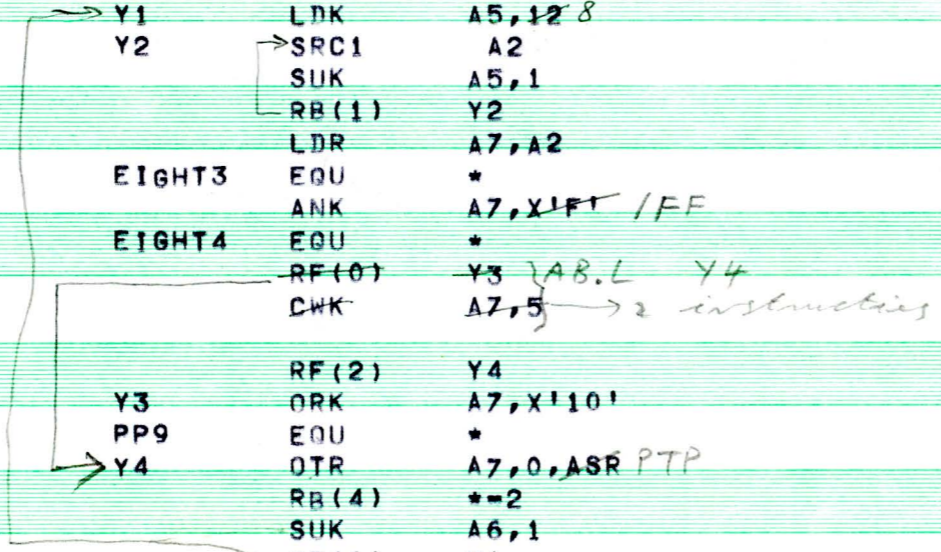 Y1 LDK A5,12 8
Y2 SRC1 A2
SUK A5,1
RB(1) Y2
LDR A7,A2
EIGHT3 EQU *
ANK A7,X'F' /FF
EIGHT4 EQU *
RF(0) Y3 } AB.L Y4
CWK A7,5 → 2 instructies
RF(2) Y4
Y3 ORK A7,X'10'
PP9 EQU *
Y4 OTR A7,0,ASR PTP
RB(4) *-2
SUK A6,1